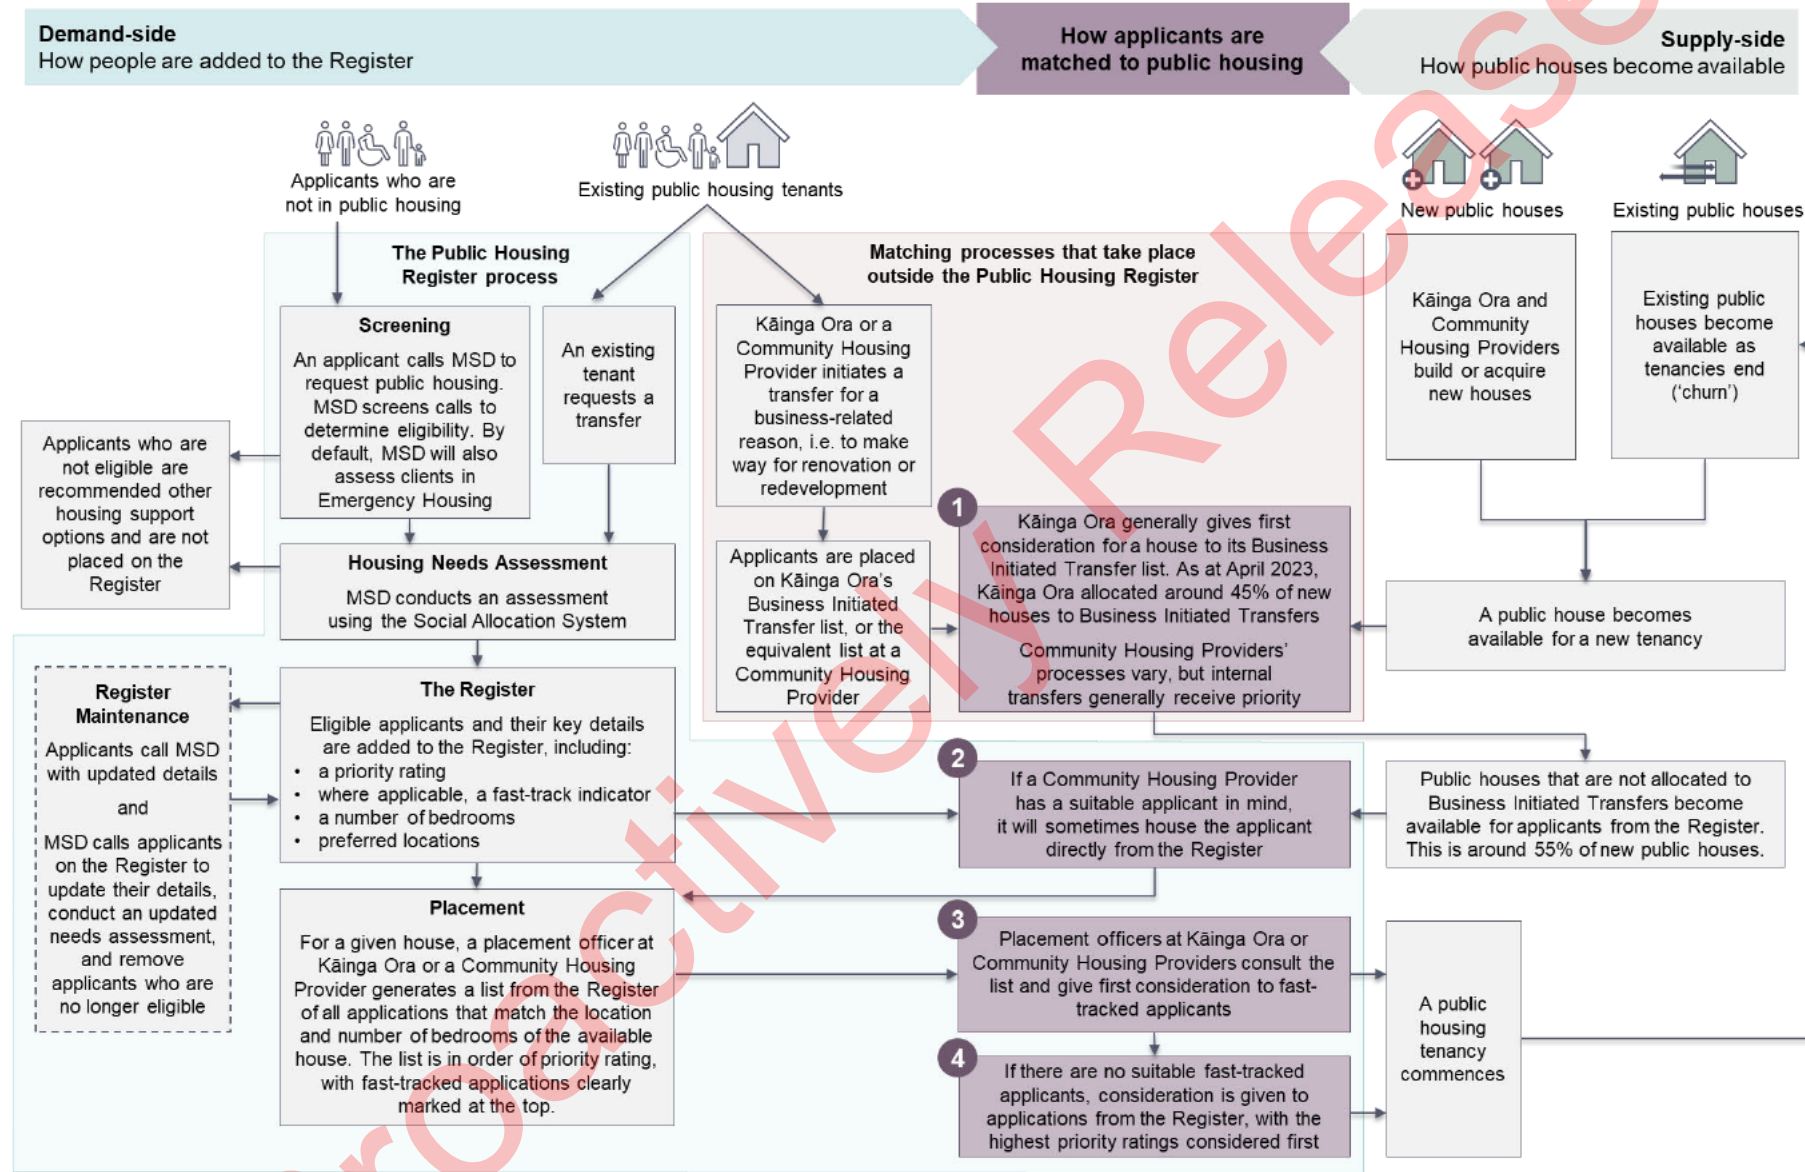 Demand-side
How people are added to the Register
How applicants are
matched to public housing
Supply-side
How public houses become available
Applicants who are
not in public housing
Existing public housing tenants
New public houses
Existing public houses
The Public Housing
Register process
Matching processes that take place
outside the Public Housing Register
Screening
An applicant calls MSD to
request public housing.
MSD screens calls to
determine eligibility. By
default, MSD will also
assess clients in
Emergency Housing
An existing
tenant
requests a
transfer
Kāinga Ora or a
Community Housing
Provider initiates a
transfer for a
business-related
reason, i.e. to make
way for renovation or
redevelopment
Kāinga Ora and
Community
Housing Providers
build or acquire
new houses
Existing public
houses become
available as
tenancies end
(‘churn’)
Applicants who are
not eligible are
recommended other
housing support
options and are not
placed on the
Register
Housing Needs Assessment
MSD conducts an assessment
using the Social Allocation System
Applicants are placed
on Kāinga Ora’s
Business Initiated
Transfer list, or the
equivalent list at a
Community Housing
Provider
1
Kāinga Ora generally gives first
consideration for a house to its Business
Initiated Transfer list. As at April 2023,
Kāinga Ora allocated around 45% of new
houses to Business Initiated Transfers
Community Housing Providers’
processes vary, but internal
transfers generally receive priority
A public house becomes
available for a new tenancy
Register
Maintenance
Applicants call MSD
with updated details
and
MSD calls applicants
on the Register to
update their details,
conduct an updated
needs assessment,
and remove
applicants who are
no longer eligible
The Register
Eligible applicants and their key details
are added to the Register, including:
• a priority rating
• where applicable, a fast-track indicator
• a number of bedrooms
• preferred locations
2
If a Community Housing Provider
has a suitable applicant in mind,
it will sometimes house the applicant
directly from the Register
Public houses that are not allocated to
Business Initiated Transfers become
available for applicants from the Register.
This is around 55% of new public houses.
Placement
For a given house, a placement officer at
Kāinga Ora or a Community Housing
Provider generates a list from the Register
of all applications that match the location
and number of bedrooms of the available
house. The list is in order of priority rating,
with fast-tracked applications clearly
marked at the top.
3
Placement officers at Kāinga Ora or
Community Housing Providers consult the
list and give first consideration to fast-
tracked applicants
4
If there are no suitable fast-tracked
applicants, consideration is given to
applications from the Register, with the
highest priority ratings considered first
A public
housing
tenancy
commences
roactively Release